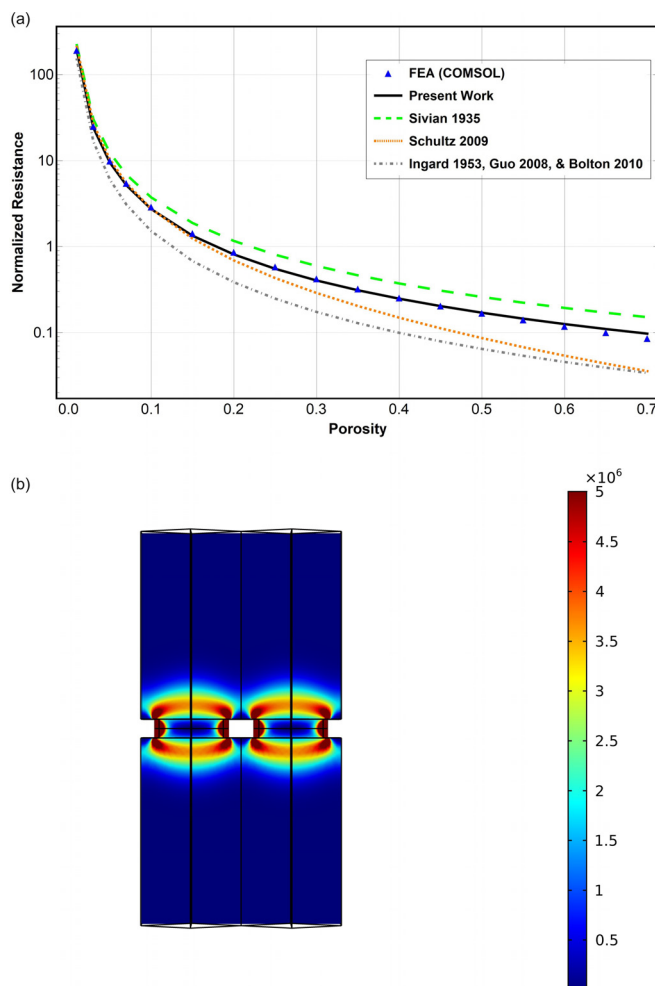 (a)
100
10
1
0.1
Normalized Resistance
FEA (COMSOL)
Present Work
Sivian 1935
Schultz 2009
Ingard 1953, Guo 2008, & Bolton 2010
0.0 0.1 0.2 0.3 0.4 0.5 0.6 0.7
Porosity
(b)
×10⁶
5
4.5
4
3.5
3
2.5
2
1.5
1
0.5